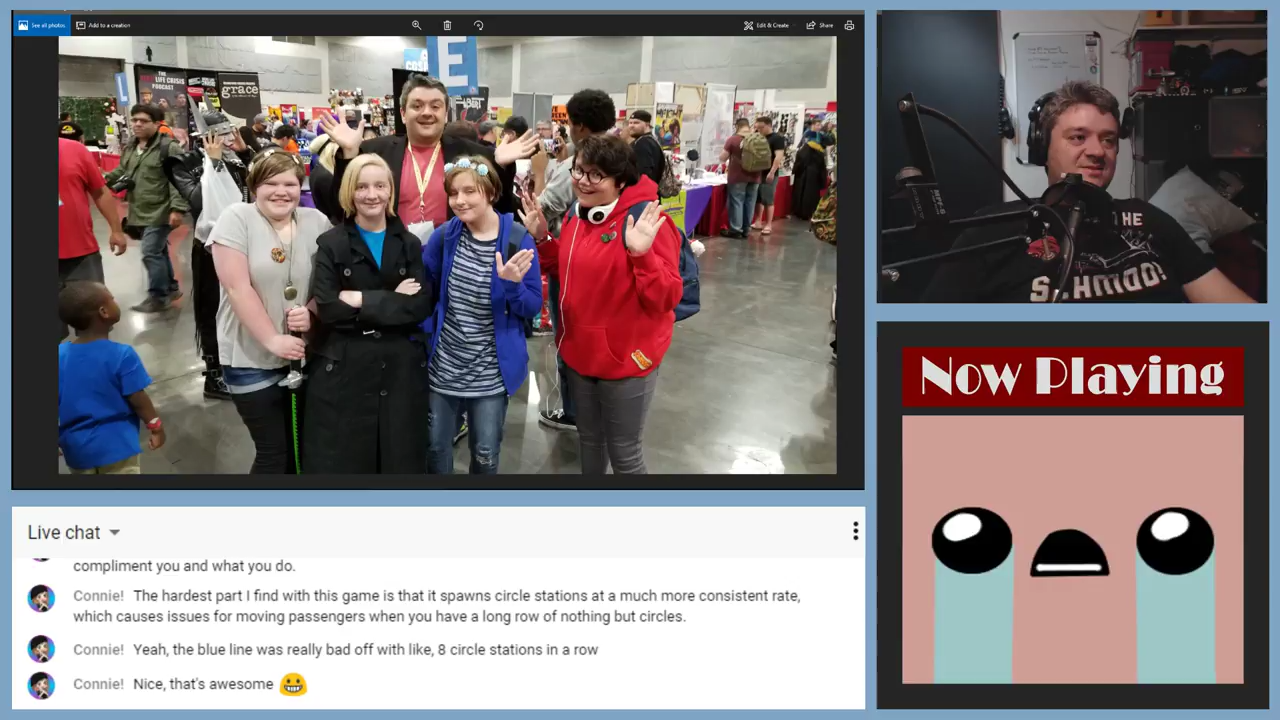 See all photos
Add to a creation
Edit & Create
Share
THE
LIFE CRISIS
PODCAST
grace
E
THE
SCHMOO!
Now Playing
Live chat
compliment you and what you do.
Connie! The hardest part I find with this game is that it spawns circle stations at a much more consistent rate,
which causes issues for moving passengers when you have a long row of nothing but circles.
Connie! Yeah, the blue line was really bad off with like, 8 circle stations in a row
Connie! Nice, that's awesome